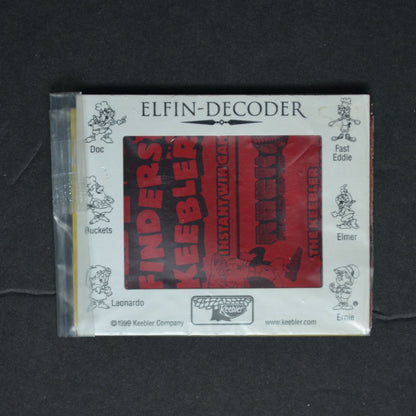 ELFIN-DECODER
Doc
Fast
Eddie
Buckets
Elmer
Leonardo
Ernie
FINDERS
KEEBLER
INSTANT WIN
THE KEEBLER
Keebler
©1999 Keebler Company
www.keebler.com